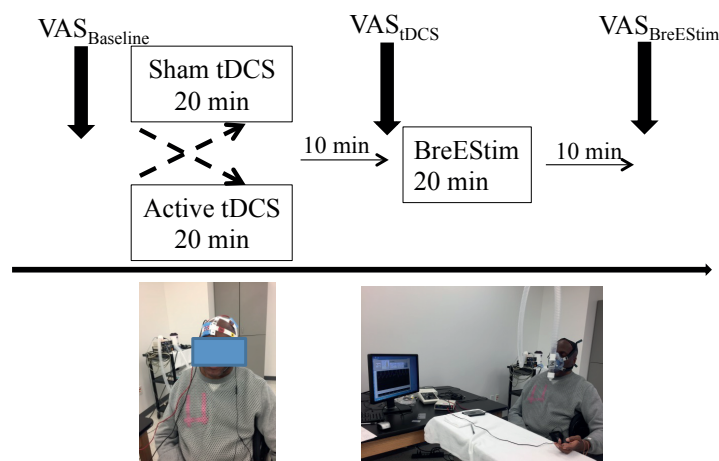 VASBaseline
VAStDCS
VASBreEStim
Sham tDCS
20 min
10 min
BreEStim
20 min
10 min
Active tDCS
20 min